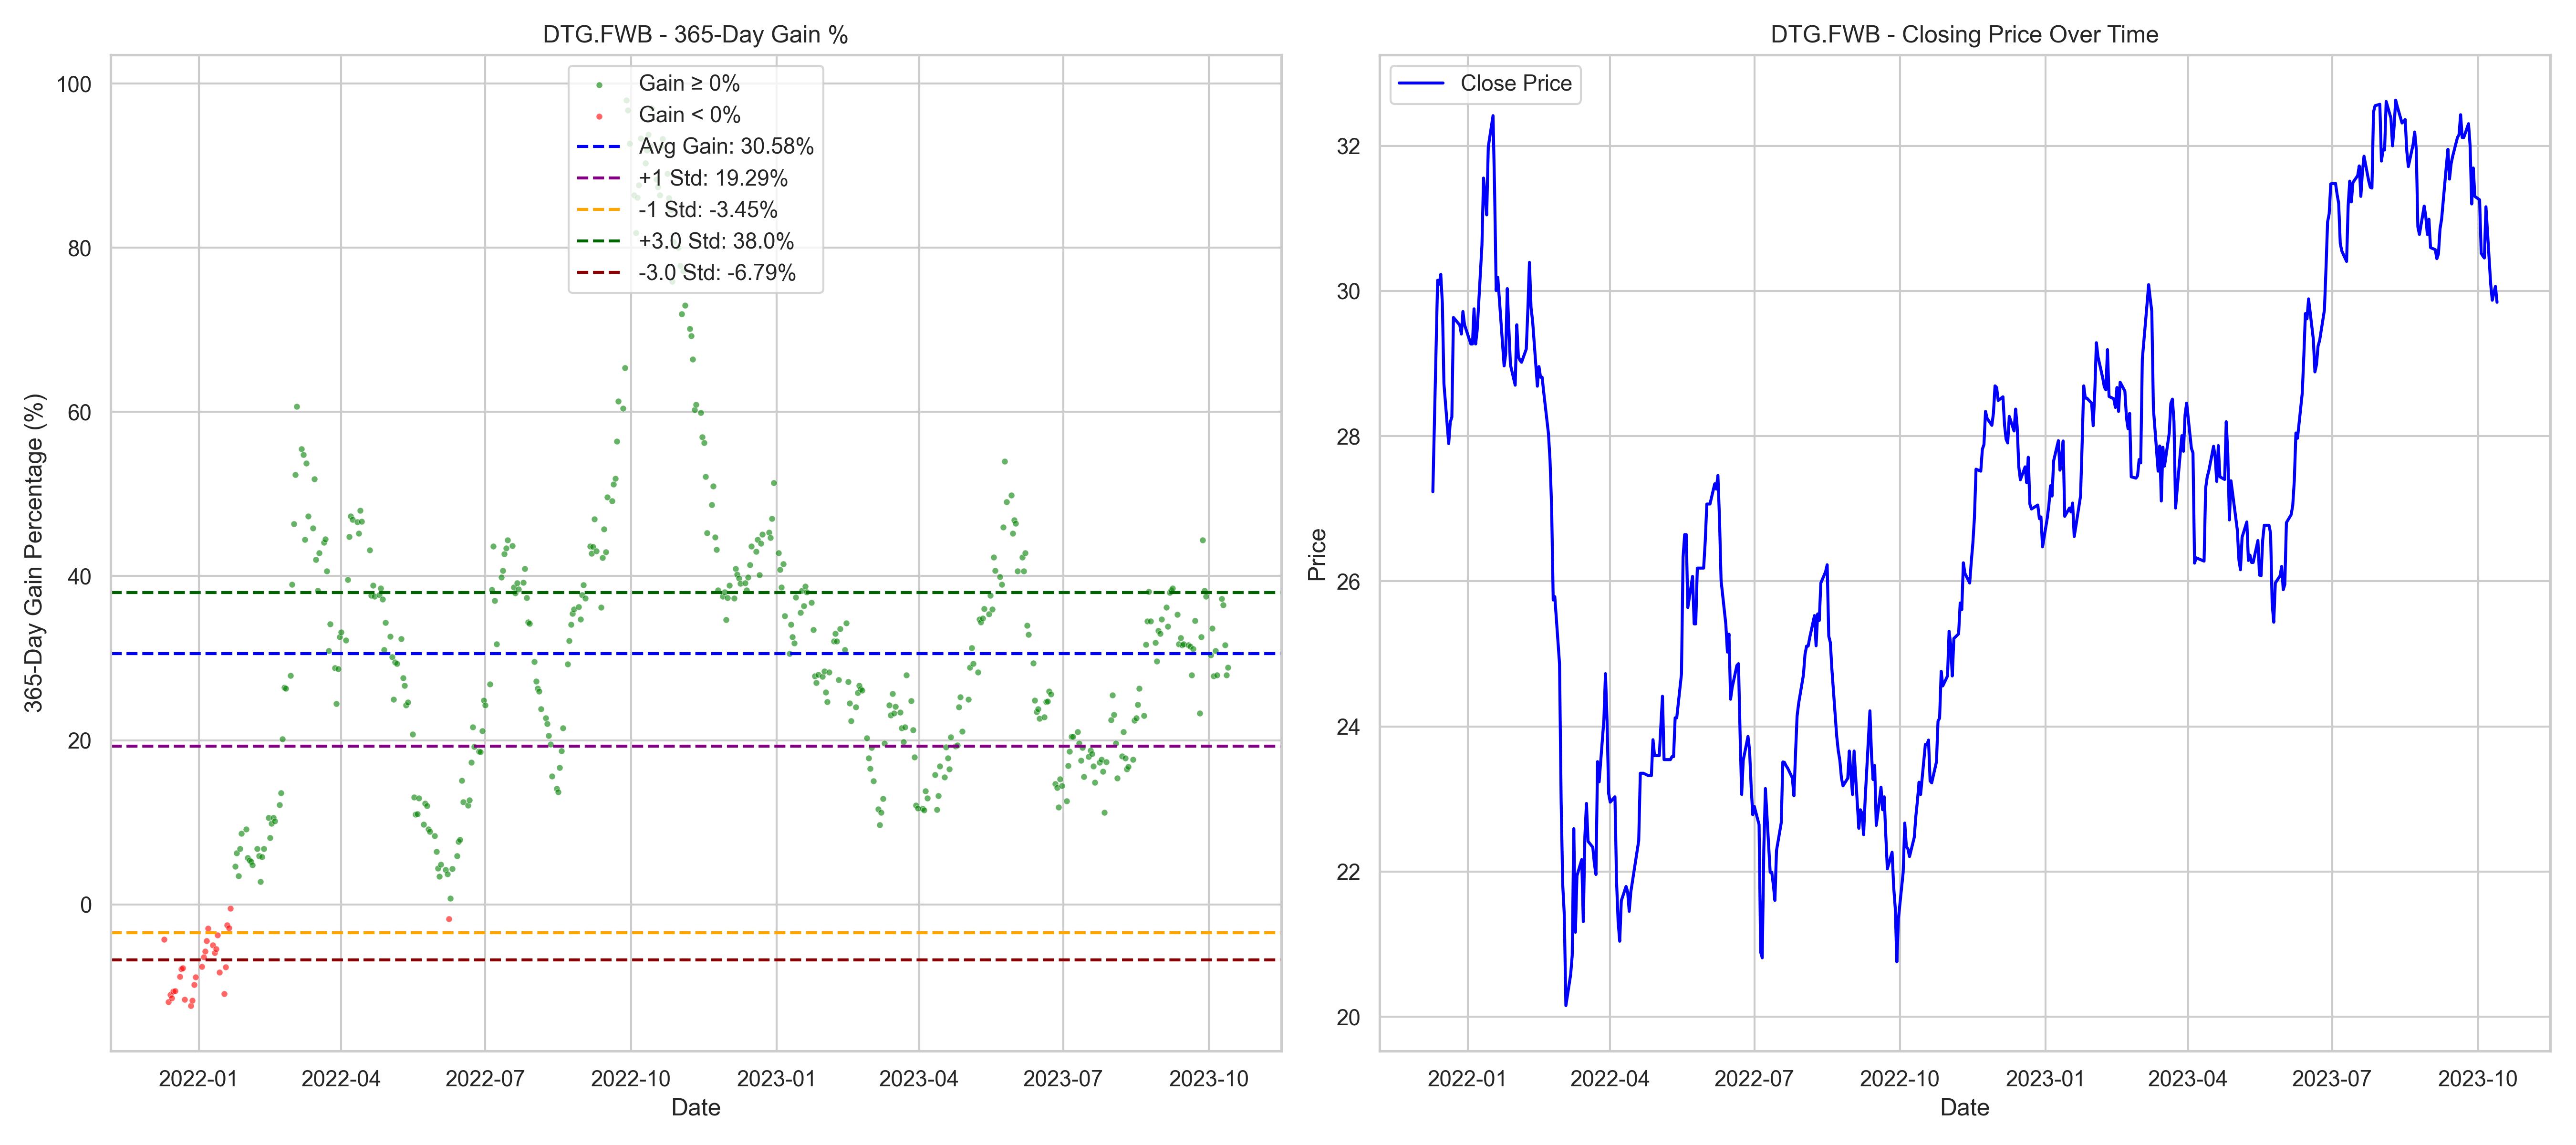 DTG.FWB - 365-Day Gain %
100
80
60
40
20
0
365-Day Gain Percentage (%)
Gain ≥ 0%
Gain < 0%
Avg Gain: 30.58%
+1 Std: 19.29%
-1 Std: -3.45%
+3.0 Std: 38.0%
-3.0 Std: -6.79%
2022-01 2022-04 2022-07 2022-10 2023-01 2023-04 2023-07 2023-10
Date
DTG.FWB - Closing Price Over Time
Close Price
32
30
28
26
24
22
20
Price
2022-01 2022-04 2022-07 2022-10 2023-01 2023-04 2023-07 2023-10
Date